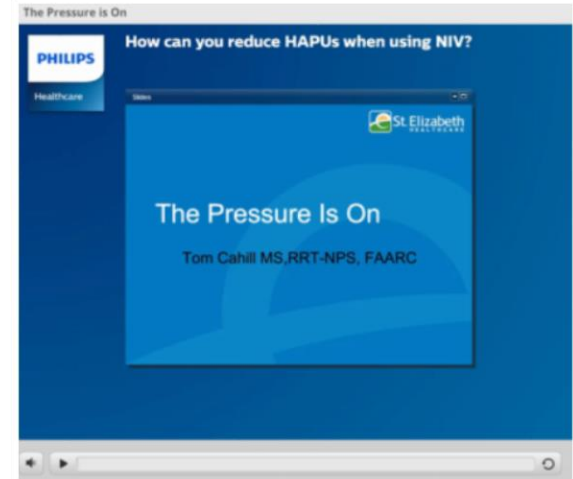 The Pressure is On
PHILIPS
How can you reduce HAPUs when using NIV?
Healthcare
St. Elizabeth
HEALTHCARE
The Pressure Is On
Tom Cahill MS,RRT-NPS, FAARC